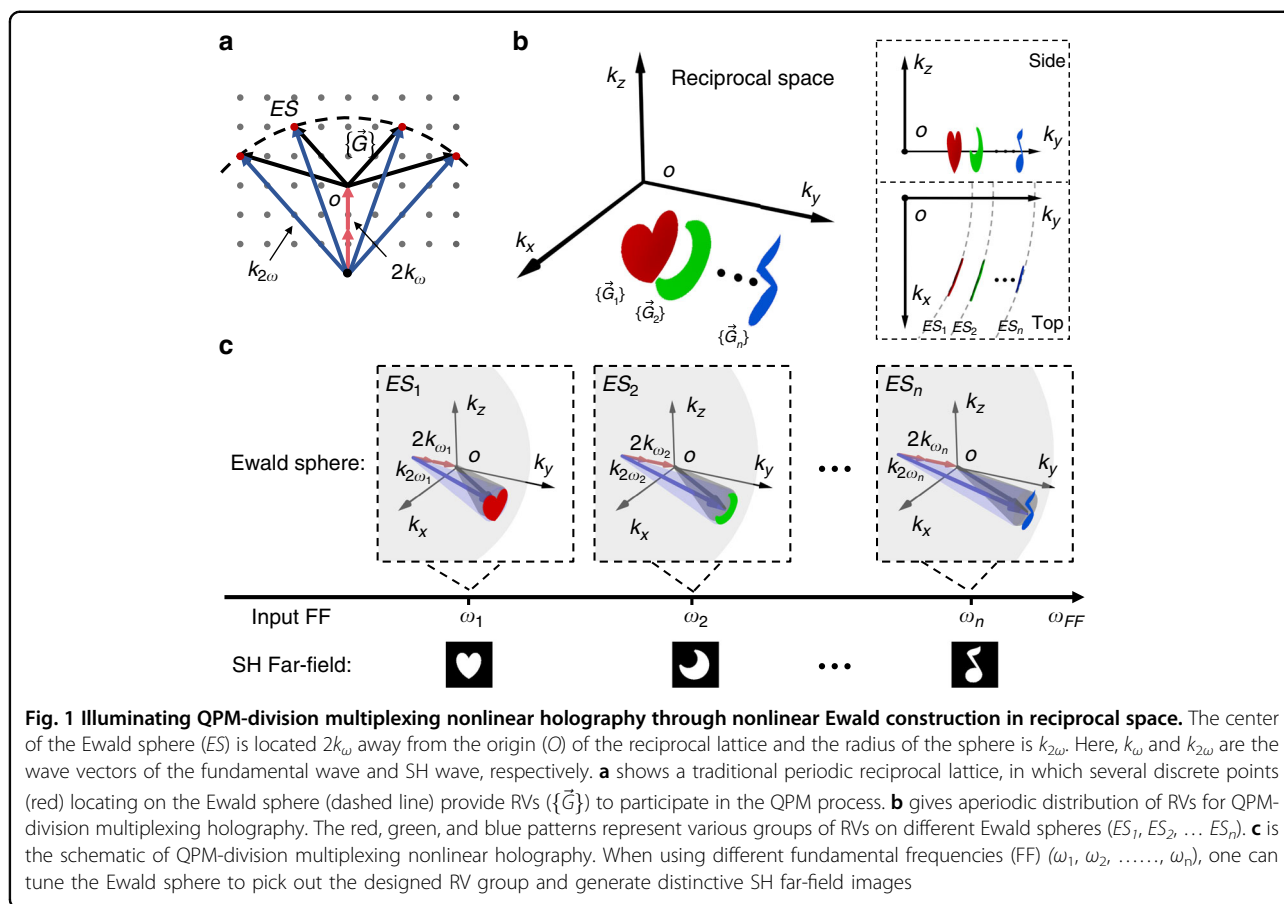 a
ES
{G⃗}
o
k2ω
2kω
b
kz
Reciprocal space
o
ky
kx
{G⃗1}
{G⃗2}
{G⃗n}
Side
kz
o
ky
o
ky
kx
ES1 ES2 ESn
Top
c
Ewald sphere:
ES1
kz
2kω1
o
ky
k2ω1
kx
ES2
kz
2kω2
o
ky
k2ω2
kx
ESn
kz
2kωn
o
ky
k2ωn
kx
Input FF ω1 ω2 ωn ωFF
SH Far-field:
Fig. 1 Illuminating QPM-division multiplexing nonlinear holography through nonlinear Ewald construction in reciprocal space. The center
of the Ewald sphere (ES) is located 2kω away from the origin (O) of the reciprocal lattice and the radius of the sphere is k2ω. Here, kω and k2ω are the
wave vectors of the fundamental wave and SH wave, respectively. a shows a traditional periodic reciprocal lattice, in which several discrete points
(red) locating on the Ewald sphere (dashed line) provide RVs ({G⃗}) to participate in the QPM process. b gives aperiodic distribution of RVs for QPM-
division multiplexing holography. The red, green, and blue patterns represent various groups of RVs on different Ewald spheres (ES1, ES2, … ESn). c is
the schematic of QPM-division multiplexing nonlinear holography. When using different fundamental frequencies (FF) (ω1, ω2, ……, ωn), one can
tune the Ewald sphere to pick out the designed RV group and generate distinctive SH far-field images